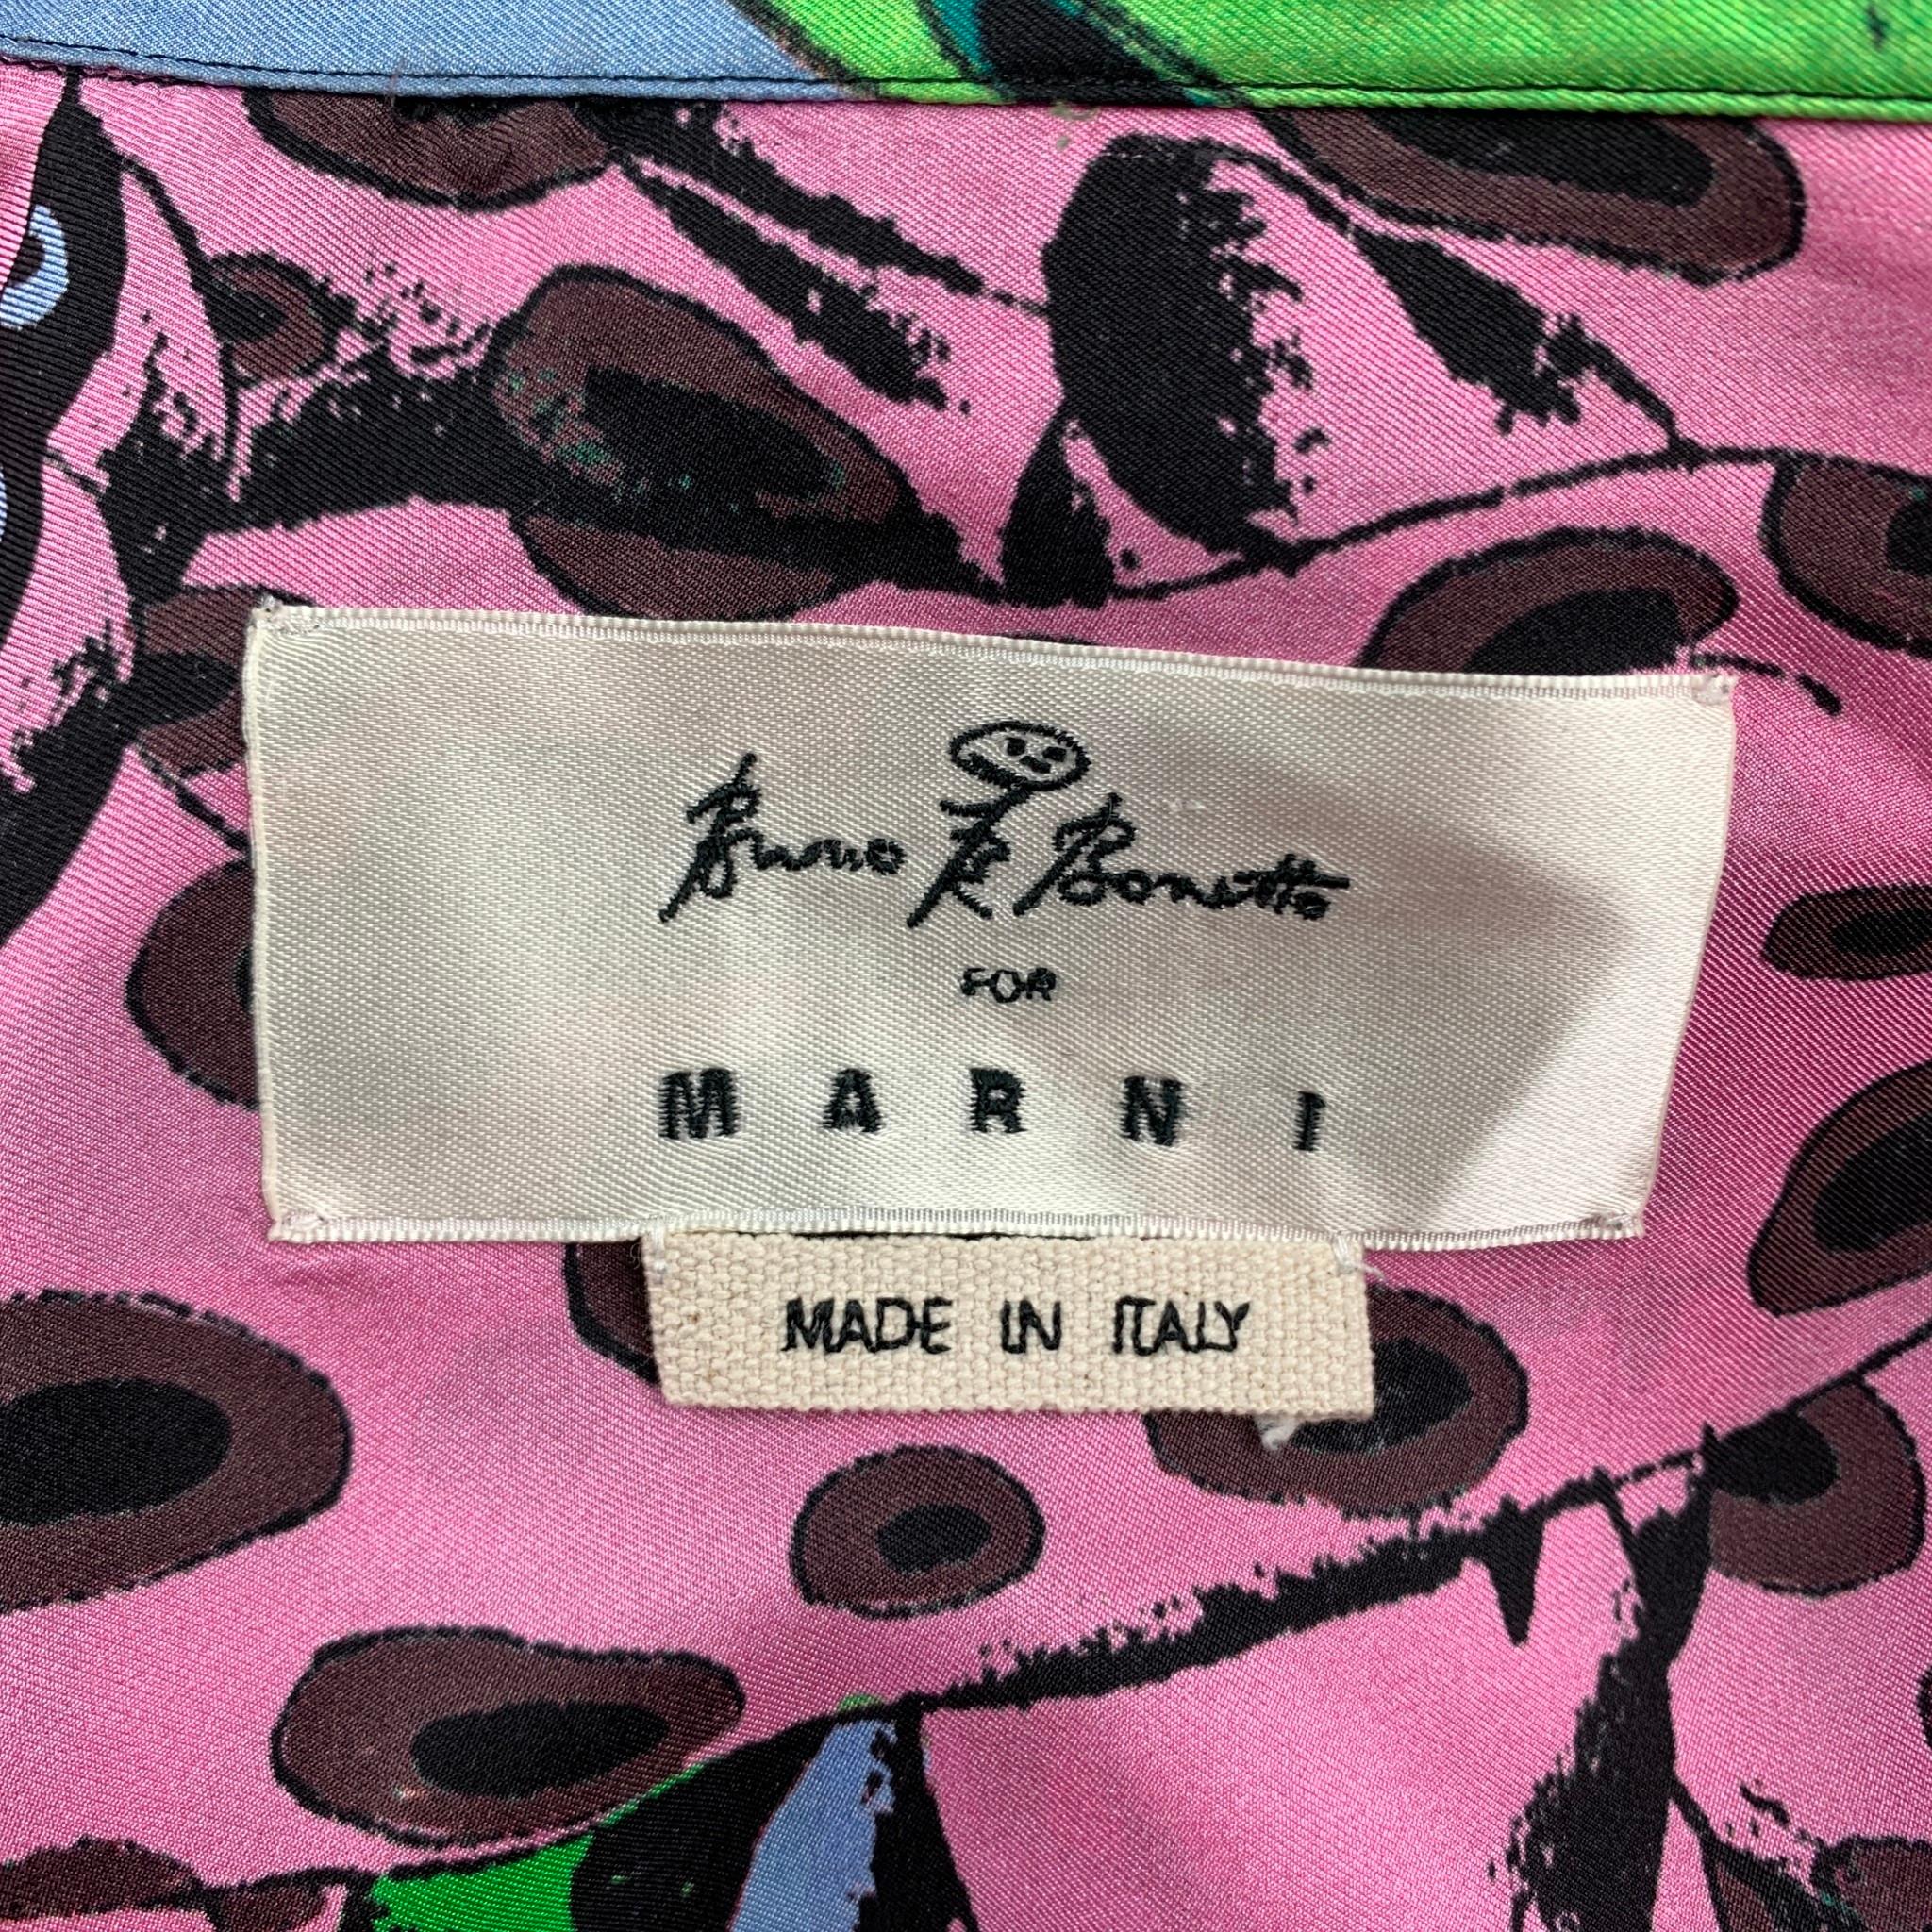 Bruno Bonetto
FOR
MARNI
MADE IN ITALY